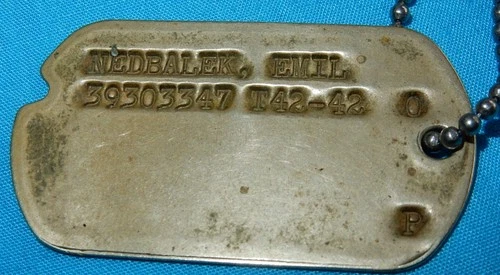 NEDBALEK, EMIL
39303347 T42-42 O
P